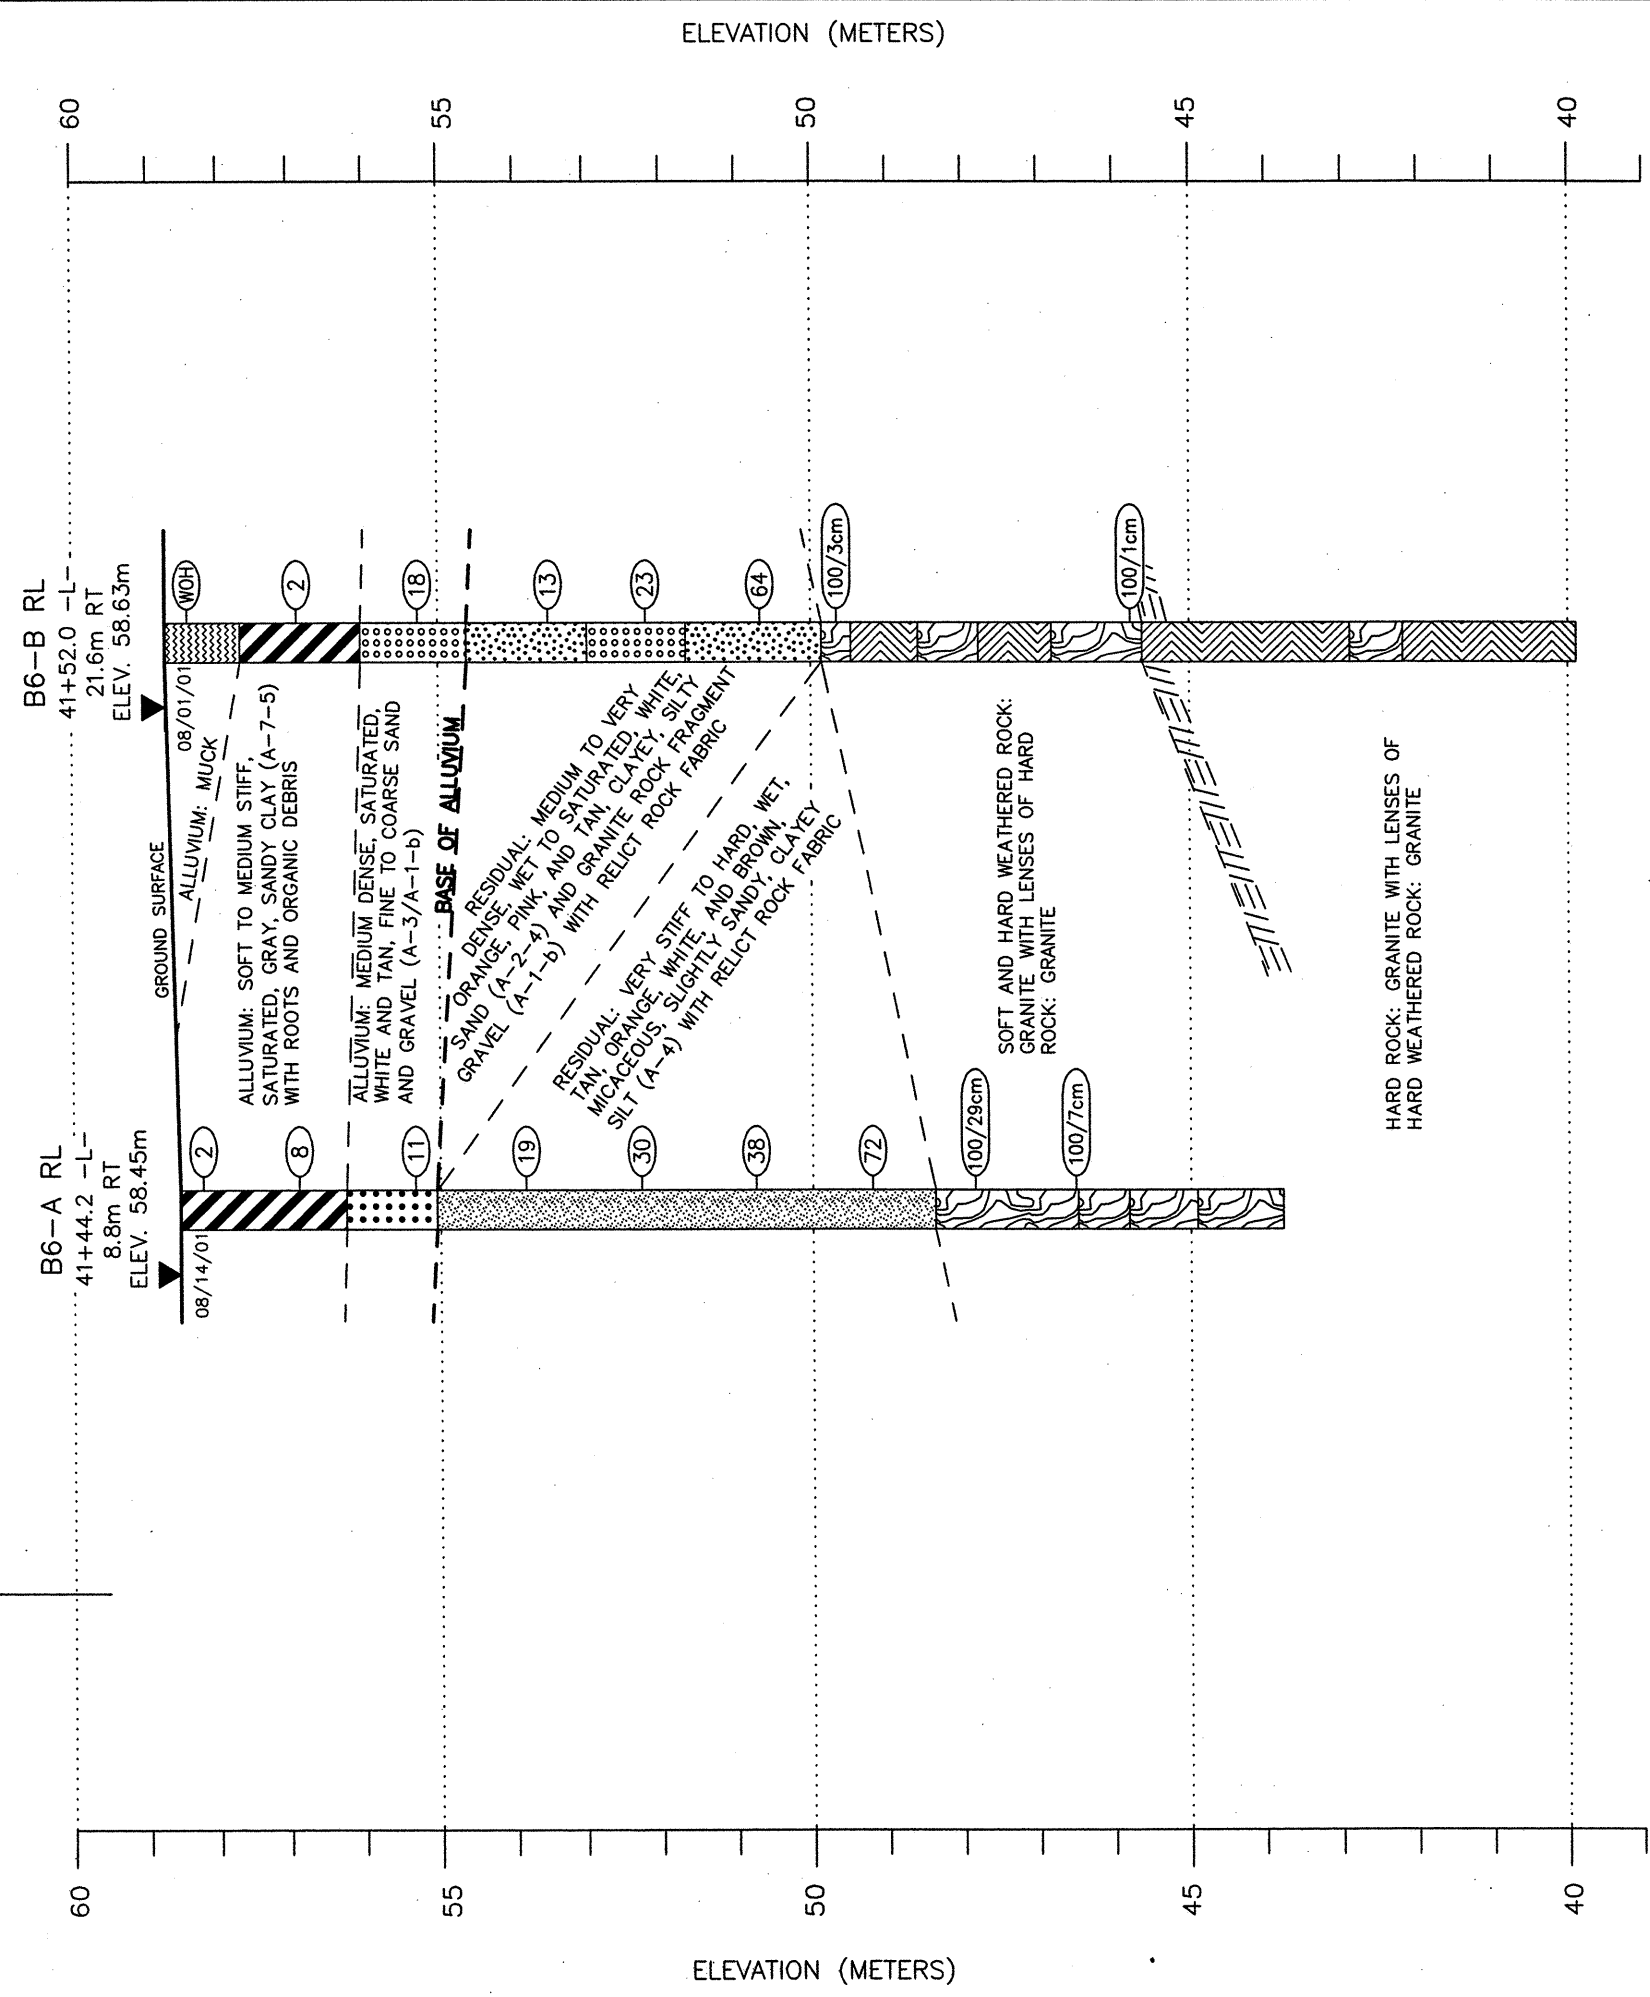 ELEVATION (METERS)
60
55
50
45
40
B6-A RL
41+44.2 -L-
8.8m RT
ELEV. 58.45m
08/14/01
2
8
11
19
30
38
72
100/29cm
100/7cm
GROUND SURFACE
ALLUVIUM: MUCK
ALLUVIUM: SOFT TO MEDIUM STIFF,
SATURATED, GRAY, SANDY CLAY (A-7-5)
WITH ROOTS AND ORGANIC DEBRIS
ALLUVIUM: MEDIUM DENSE, SATURATED,
WHITE AND TAN, FINE TO COARSE SAND
AND GRAVEL (A-3/A-1-b)
BASE OF ALLUVIUM
RESIDUAL: MEDIUM TO VERY
DENSE, WET TO SATURATED, WHITE,
ORANGE, PINK, AND TAN, CLAYEY, SILTY
SAND (A-2-4) AND GRANITE ROCK FRAGMENT
GRAVEL (A-1-b) WITH RELICT ROCK FABRIC
RESIDUAL: VERY STIFF TO HARD, WET,
TAN, ORANGE, WHITE, AND BROWN,
MICACEOUS, SLIGHTLY SANDY, CLAYEY
SILT (A-4) WITH RELICT ROCK FABRIC
SOFT AND HARD WEATHERED ROCK:
GRANITE WITH LENSES OF HARD
ROCK: GRANITE
HARD ROCK: GRANITE WITH LENSES OF
HARD WEATHERED ROCK: GRANITE
B6-B RL
41+52.0 -L-
21.6m RT
ELEV. 58.63m
08/01/01
WOH
2
18
13
23
64
100/3cm
100/1cm
60
55
50
45
40
ELEVATION (METERS)